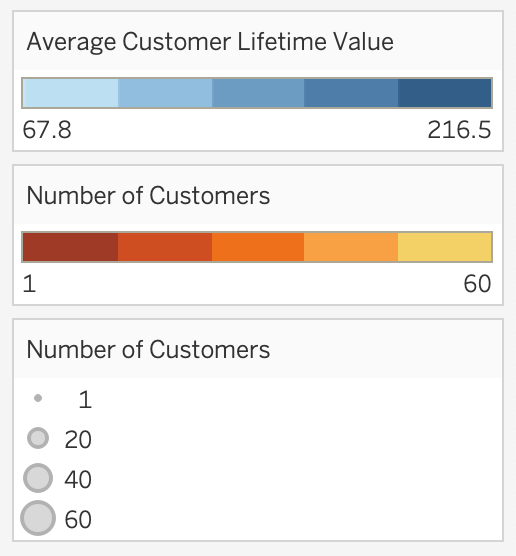 Average Customer Lifetime Value
67.8 216.5
Number of Customers
1 60
Number of Customers
1
20
40
60